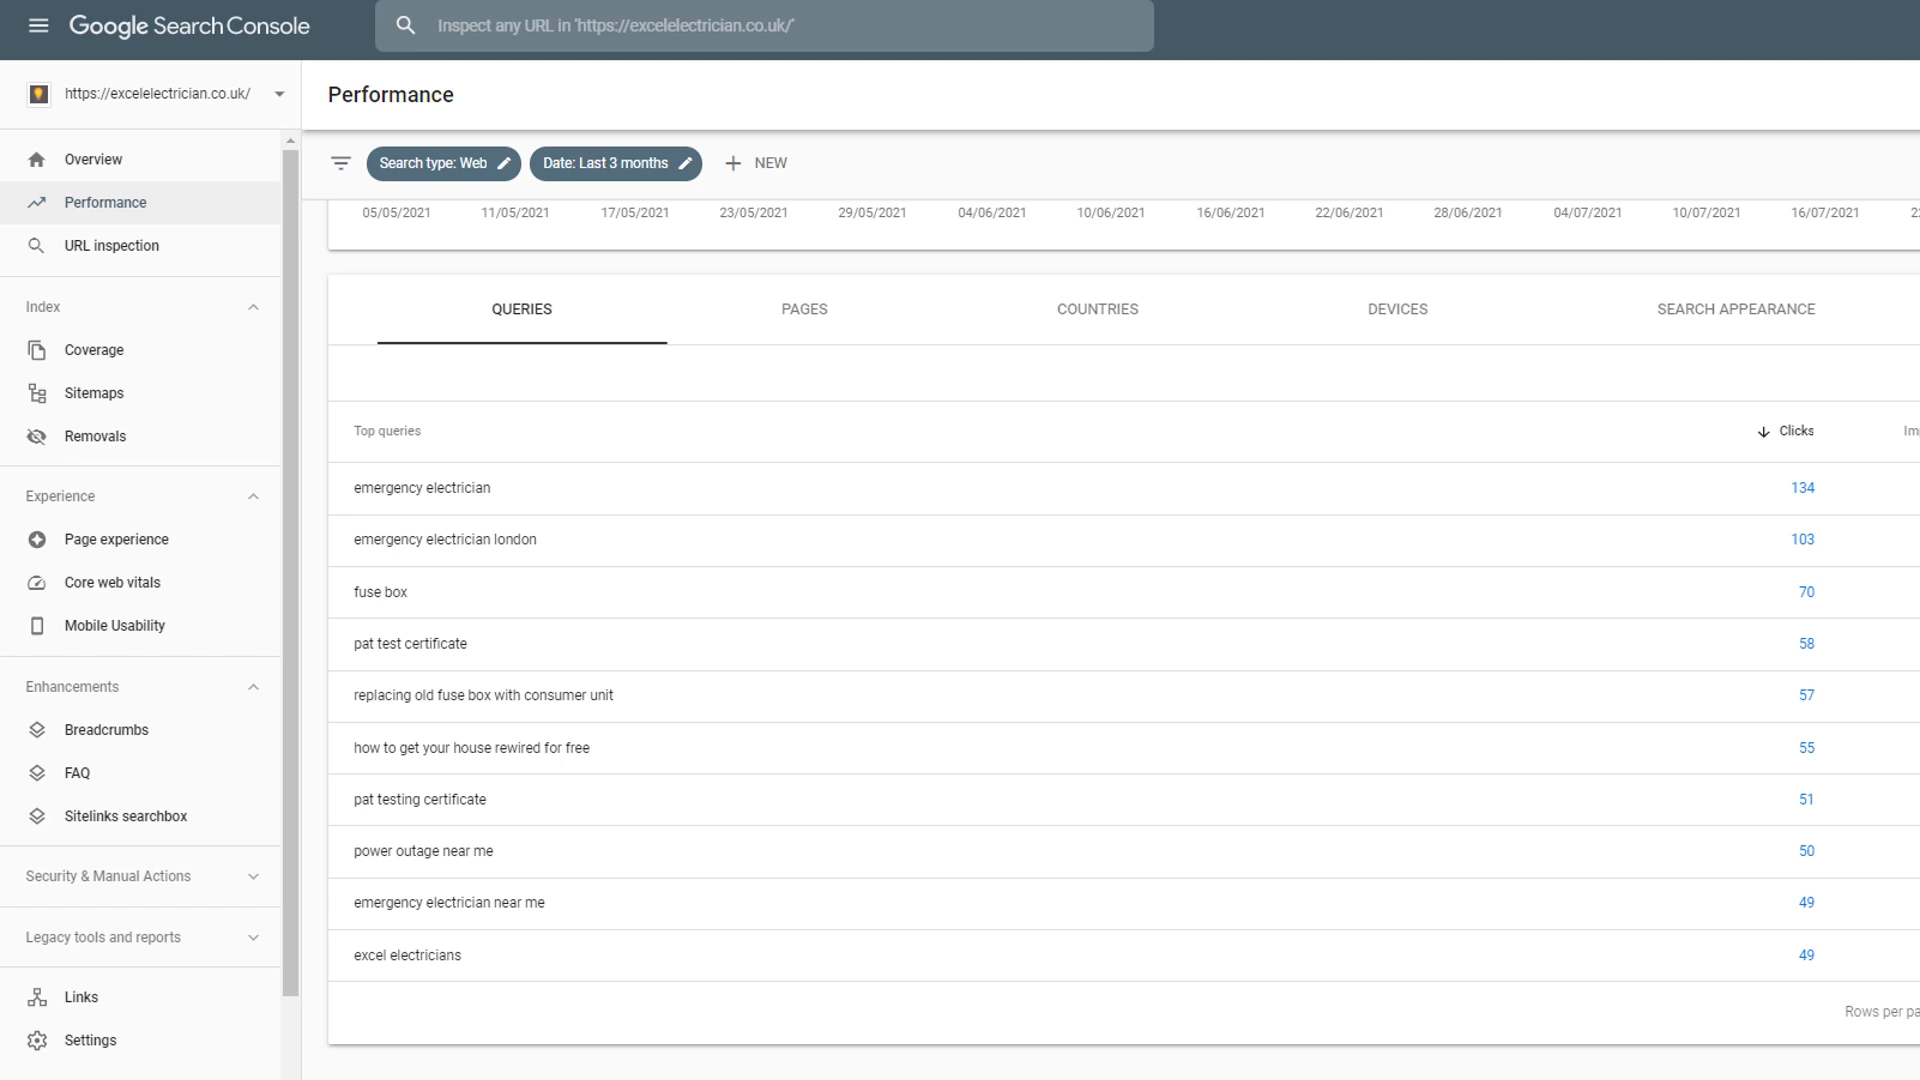 Google Search Console
Inspect any URL in 'https://excelelectrician.co.uk/'
https://excelelectrician.co.uk/
Performance
Overview
Performance
URL inspection
Index
Coverage
Sitemaps
Removals
Experience
Page experience
Core web vitals
Mobile Usability
Enhancements
Breadcrumbs
FAQ
Sitelinks searchbox
Security & Manual Actions
Legacy tools and reports
Links
Settings
Search type: Web Date: Last 3 months NEW
05/05/2021 11/05/2021 17/05/2021 23/05/2021 29/05/2021 04/06/2021 10/06/2021 16/06/2021 22/06/2021 28/06/2021 04/07/2021 10/07/2021 16/07/2021
QUERIES PAGES COUNTRIES DEVICES SEARCH APPEARANCE
Top queries Clicks
emergency electrician 134
emergency electrician london 103
fuse box 70
pat test certificate 58
replacing old fuse box with consumer unit 57
how to get your house rewired for free 55
pat testing certificate 51
power outage near me 50
emergency electrician near me 49
excel electricians 49
Rows per